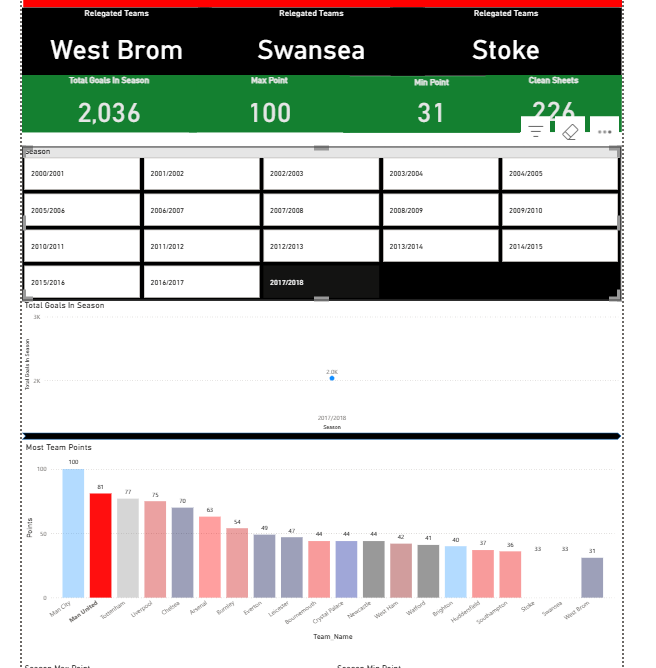 Relegated Teams Relegated Teams Relegated Teams
West Brom Swansea Stoke
Total Goals In Season Max Point Min Point Clean Sheets
2,036 100 31 226
Season
2000/2001 2001/2002 2002/2003 2003/2004 2004/2005
2005/2006 2006/2007 2007/2008 2008/2009 2009/2010
2010/2011 2011/2012 2012/2013 2013/2014 2014/2015
2015/2016 2016/2017 2017/2018
Total Goals In Season
3K
Total Goals In Season
2.0K
2K
2017/2018
Season
Most Team Points
100
100
81
77
75
70
63
54
49
47
44
44
44
42
41
40
37
36
33
33
31
Points
50
0
Man City Man United Tottenham Liverpool Chelsea Arsenal Burnley Everton Leicester Bournemouth Crystal Palace Newcastle West Ham Watford Brighton Huddersfield Southampton Stoke Swansea West Brom
Team_Name
Season Max Point Season Min Point